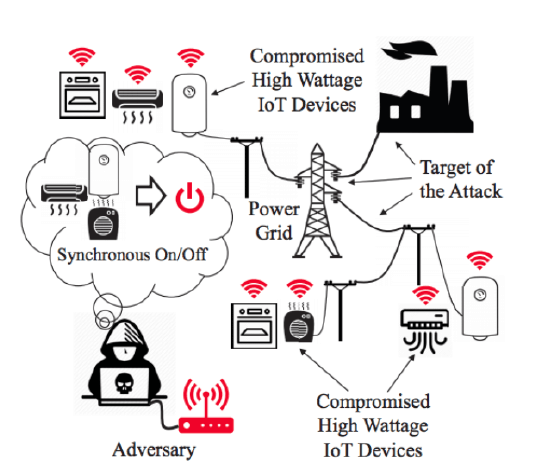 Compromised
High Wattage
IoT Devices
Target of
the Attack
Power
Grid
Synchronous On/Off
Compromised
High Wattage
IoT Devices
Adversary